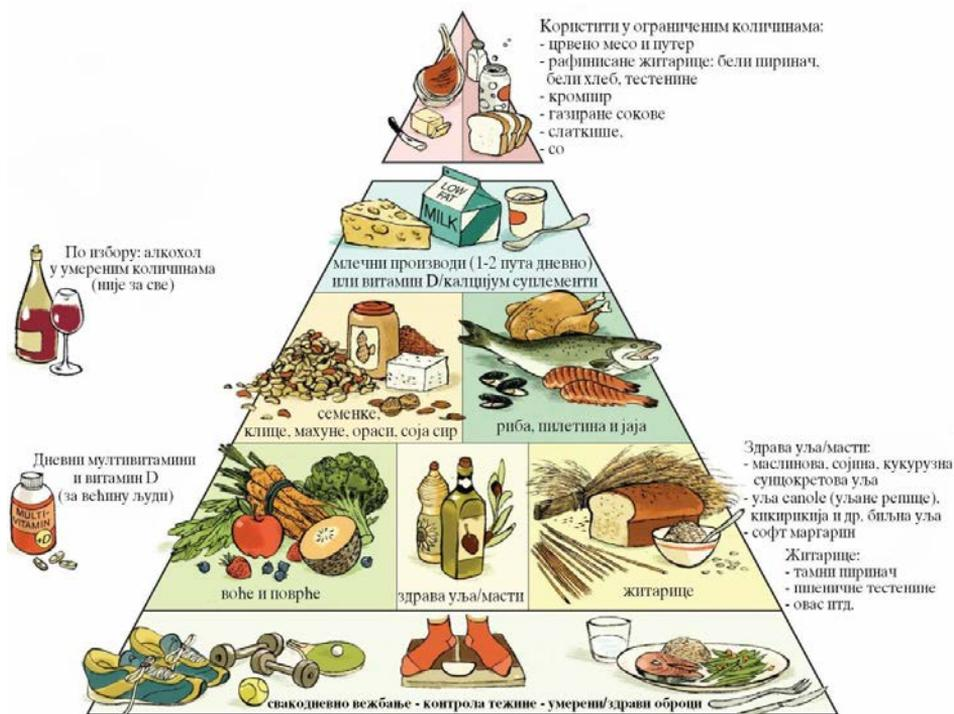 Користити у ограниченим количинама:
- црвено месо и путер
- рафинисане житарице: бели пиринач,
бели хлеб, тестенине
- кромпир
- газиране сокове
- слаткише,
- со
LOW
FAT
MILK
млечни производи (1-2 пута дневно)
или витамин D/калцијум суплементи
По избору: алкохол
у умереним количинама
(није за све)
семенке,
клице, махуне, ораси, соја сир
риба, пилетина и јаја
Дневни мултивитамини
и витамин D
(за већину људи)
MULTI-
VITAMIN
+D
Здрава уља/масти:
- маслинова, сојина, кукурузна
сунцокретова уља
- уља canole (уљане репице),
кикирикија и др. биљна уља
- софт маргарин
Житарице:
- тамни пиринач
- пшеничне тестенине
- овас итд.
воће и поврће
здрава уља/масти
житарице
свакодневно вежбање - контрола тежине - умерени/здрави оброци